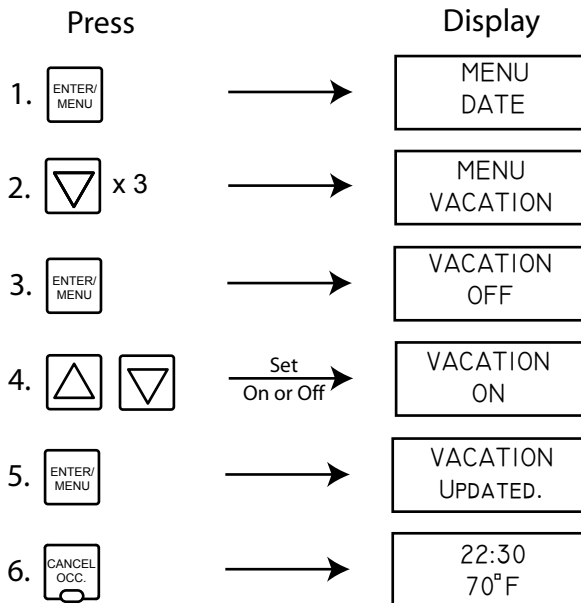 Press Display
1. ENTER/ MENU
MENU
DATE
2. x 3
MENU
VACATION
3. ENTER/ MENU
VACATION
OFF
4. Set
On or Off
VACATION
ON
5. ENTER/ MENU
VACATION
UPDATED.
6. CANCEL OCC.
22:30
70°F